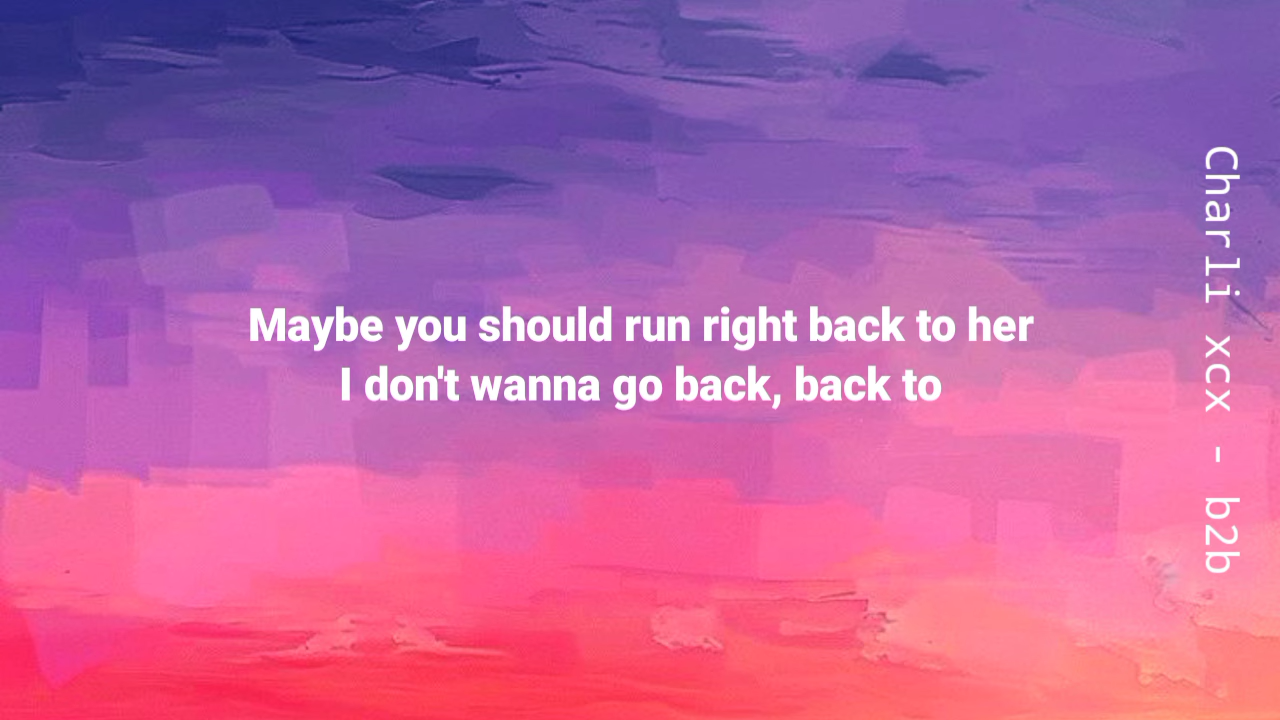 Maybe you should run right back to her
I don't wanna go back, back to
Charli xcx - b2b